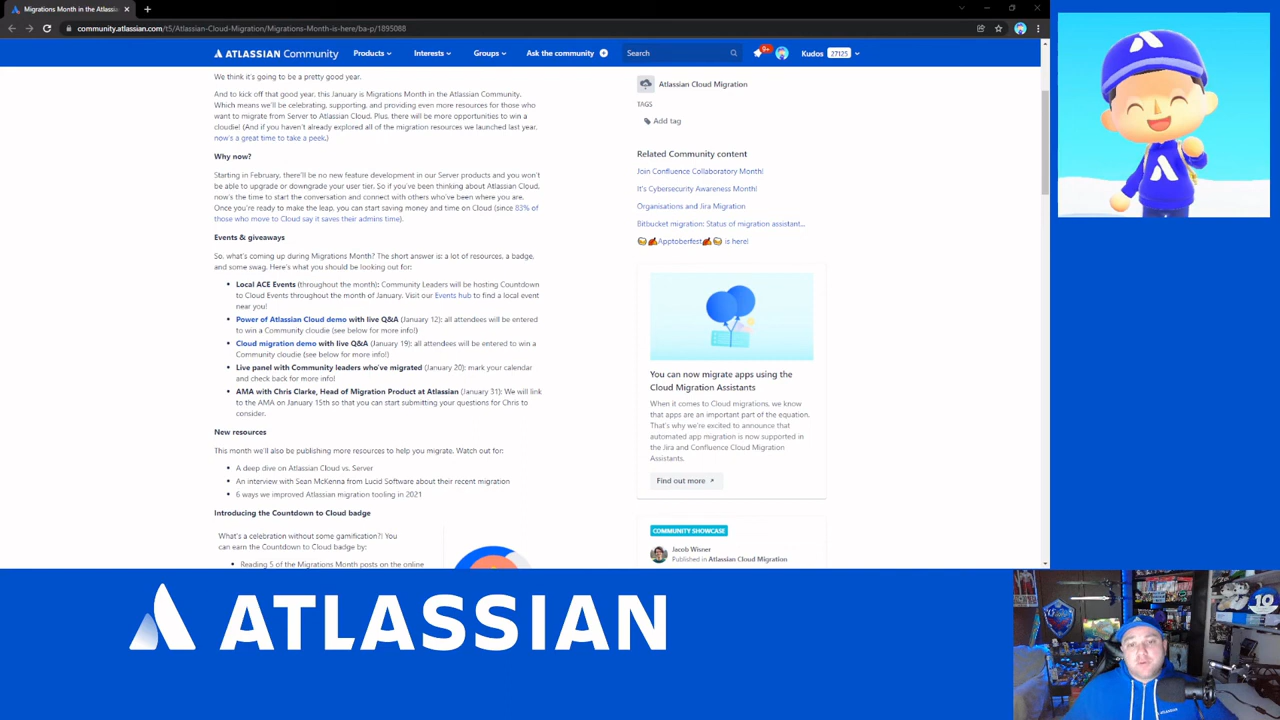 Migrations Month in the Atlassian
community.atlassian.com/t5/Atlassian-Cloud-Migration/Migrations-Month-is-here/ba-p/1895088
ATLASSIAN Community
Products
Interests
Groups
Ask the community
Search
9+
Kudos
27125
We think it's going to be a pretty good year.
And to kick off that good year, this January is Migrations Month in the Atlassian Community.
Which means we'll be celebrating, supporting, and providing even more resources for those who
want to migrate from Server to Atlassian Cloud. Plus, there will be more opportunities to win a
cloudie! (And if you haven't already explored all of the migration resources we launched last year,
now's a great time to take a peek.)
Why now?
Starting in February, there'll be no new feature development in our Server products and you won't
be able to upgrade or downgrade your user tier. So if you've been thinking about Atlassian Cloud,
now's the time to start the conversation and connect with others who've been where you are.
Once you're ready to make the leap, you can start saving money and time on Cloud (since 83% of
those who move to Cloud say it saves their admins time).
Events & giveaways
So, what's coming up during Migrations Month? The short answer is: a lot of resources, a badge,
and some swag. Here's what you should be looking out for:
• Local ACE Events (throughout the month): Community Leaders will be hosting Countdown
to Cloud Events throughout the month of January. Visit our Events hub to find a local event
near you!
• Power of Atlassian Cloud demo with live Q&A (January 12): all attendees will be entered
to win a Community cloudie (see below for more info!)
• Cloud migration demo with live Q&A (January 19): all attendees will be entered to win a
Community cloudie (see below for more info!)
• Live panel with Community leaders who've migrated (January 20): mark your calendar
and check back for more info!
• AMA with Chris Clarke, Head of Migration Product at Atlassian (January 31): We will link
to the AMA on January 15th so that you can start submitting your questions for Chris to
consider.
New resources
This month we'll also be publishing more resources to help you migrate. Watch out for:
• A deep dive on Atlassian Cloud vs. Server
• An interview with Sean McKenna from Lucid Software about their recent migration
• 6 ways we improved Atlassian migration tooling in 2021
Introducing the Countdown to Cloud badge
What's a celebration without some gamification?! You
can earn the Countdown to Cloud badge by:
• Reading 5 of the Migrations Month posts on the online
Atlassian Cloud Migration
TAGS
Add tag
Related Community content
Join Confluence Collaboratory Month!
It's Cybersecurity Awareness Month!
Organisations and Jira Migration
Bitbucket migration: Status of migration assistant...
Apptoberfest is here!
You can now migrate apps using the
Cloud Migration Assistants
When it comes to Cloud migrations, we know
that apps are an important part of the equation.
That's why we're excited to announce that
automated app migration is now supported in
the Jira and Confluence Cloud Migration
Assistants.
Find out more
COMMUNITY SHOWCASE
Jacob Wisner
Published in Atlassian Cloud Migration
ATLASSIAN
10